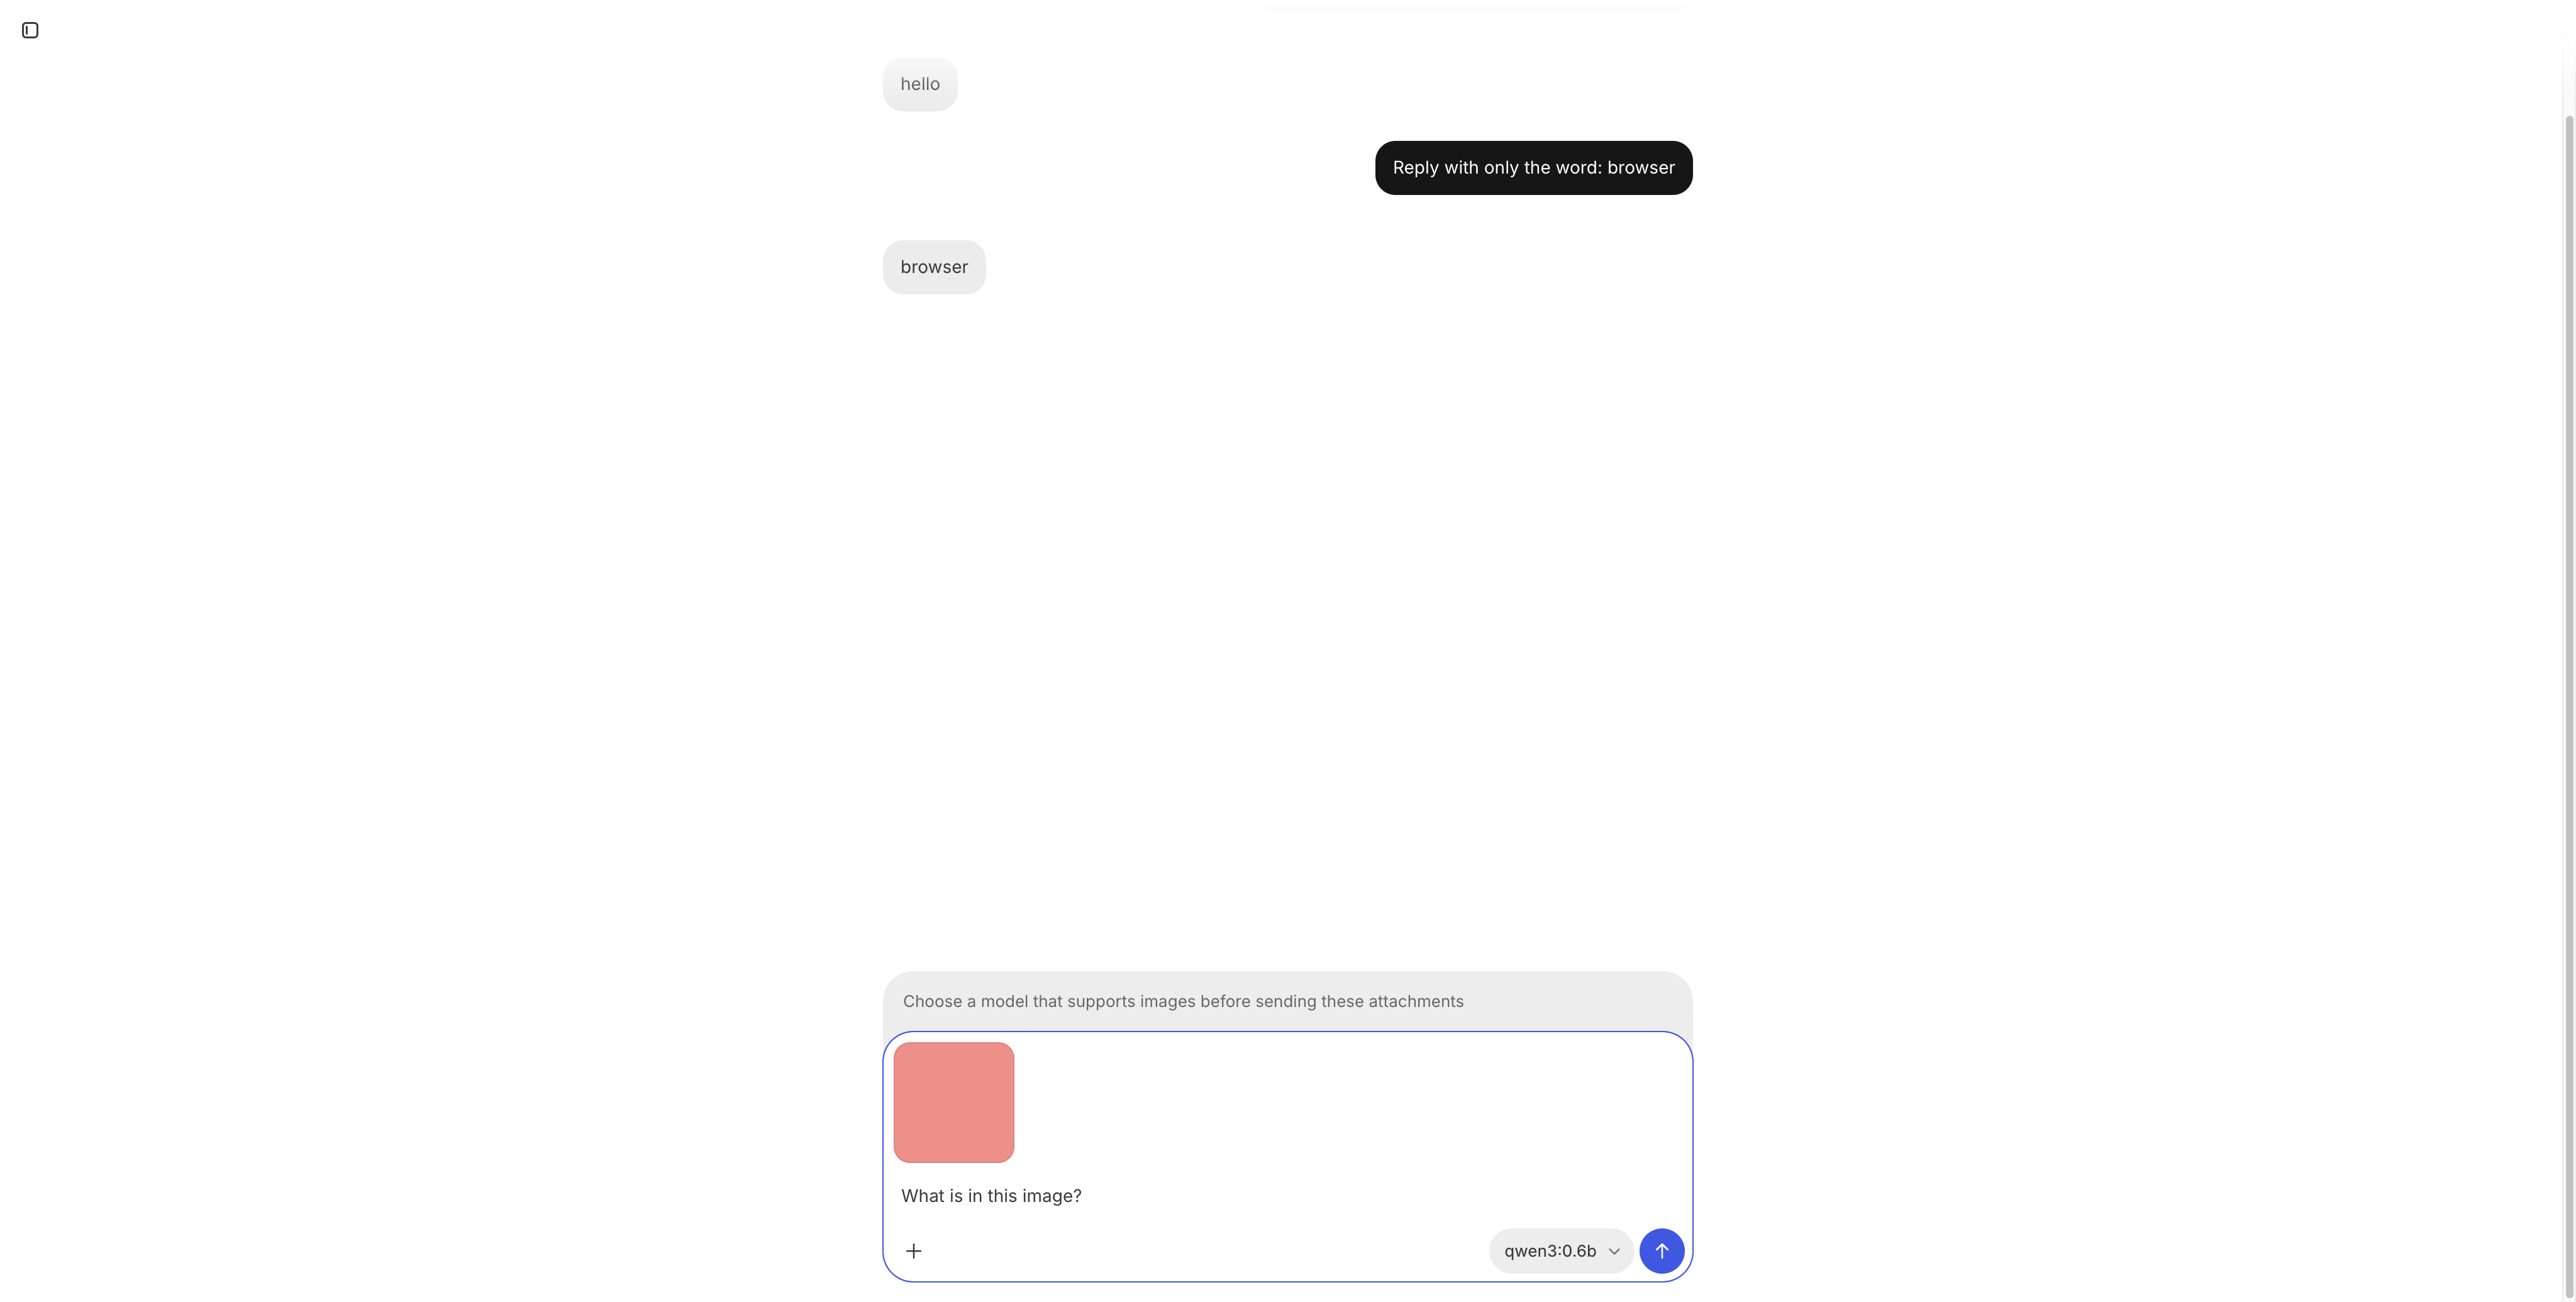 hello
Reply with only the word: browser
browser
Choose a model that supports images before sending these attachments
What is in this image?
qwen3:0.6b